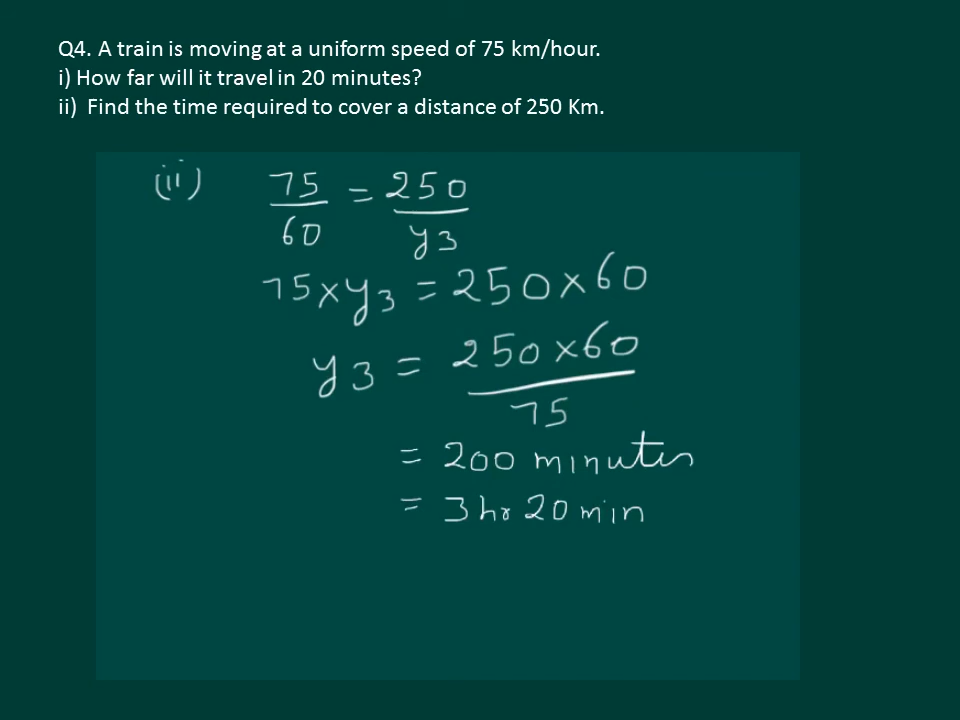 Q4. A train is moving at a uniform speed of 75 km/hour.
i) How far will it travel in 20 minutes?
ii) Find the time required to cover a distance of 250 Km.
(ii) 75/60 = 250/y3
75 x y3 = 250 x 60
y3 = 250 x 60 / 75
= 200 minutes
= 3 hr 20 min